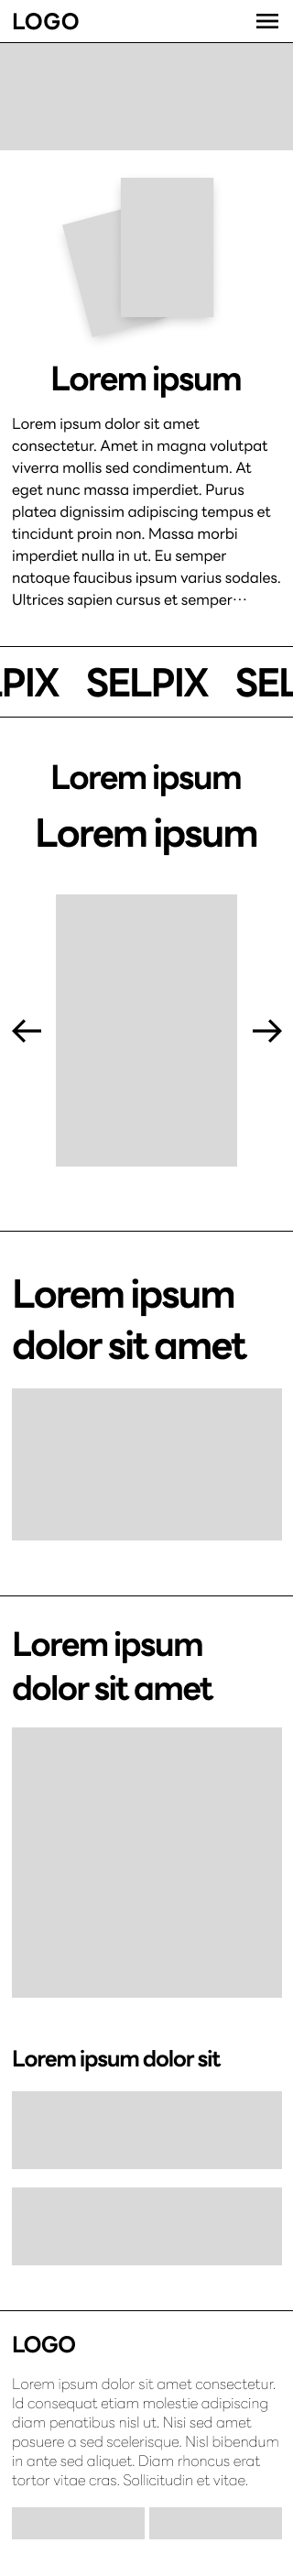 LOGO
Lorem ipsum
Lorem ipsum dolor sit amet
consectetur. Amet in magna volutpat
viverra mollis sed condimentum. At
eget nunc massa imperdiet. Purus
platea dignissim adipiscing tempus et
tincidunt proin non. Massa morbi
imperdiet nulla in ut. Eu semper
natoque faucibus ipsum varius sodales.
Ultrices sapien cursus et semper…
LPIX SELPIX SEL
Lorem ipsum
Lorem ipsum
Lorem ipsum
dolor sit amet
Lorem ipsum
dolor sit amet
Lorem ipsum dolor sit
LOGO
Lorem ipsum dolor sit amet consectetur.
Id consequat etiam molestie adipiscing
diam penatibus nisl ut. Nisi sed amet
posuere a sed scelerisque. Nisl bibendum
in ante sed aliquet. Diam rhoncus erat
tortor vitae cras. Sollicitudin et vitae.